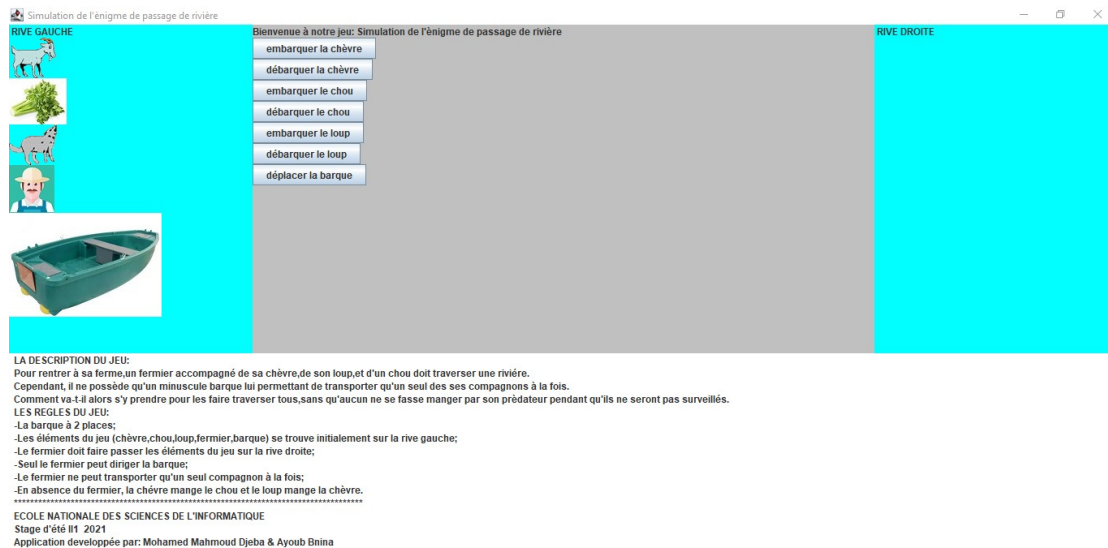 Simulation de l'ènigme de passage de rivière
RIVE GAUCHE
Bienvenue à notre jeu: Simulation de l'ènigme de passage de rivière
RIVE DROITE
embarquer la chèvre
débarquer la chèvre
embarquer le chou
débarquer le chou
embarquer le loup
débarquer le loup
déplacer la barque
LA DESCRIPTION DU JEU:
Pour rentrer à sa ferme,un fermier accompagné de sa chèvre,de son loup,et d'un chou doit traverser une riviére.
Cependant, il ne possède qu'un minuscule barque lui permettant de transporter qu'un seul des ses compagnons à la fois.
Comment va-t-il alors s'y prendre pour les faire traverser tous,sans qu'aucun ne se fasse manger par son prèdateur pendant qu'ils ne seront pas surveillés.
LES REGLES DU JEU:
-La barque à 2 places;
-Les éléments du jeu (chèvre,chou,loup,fermier,barque) se trouve initialement sur la rive gauche;
-Le fermier doit faire passer les éléments du jeu sur la rive droite;
-Seul le fermier peut diriger la barque;
-Le fermier ne peut transporter qu'un seul compagnon à la fois;
-En absence du fermier, la chévre mange le chou et le loup mange la chèvre.
*************************************************************************************
ECOLE NATIONALE DES SCIENCES DE L'INFORMATIQUE
Stage d'été II1 2021
Application developpée par: Mohamed Mahmoud Djeba & Ayoub Bnina